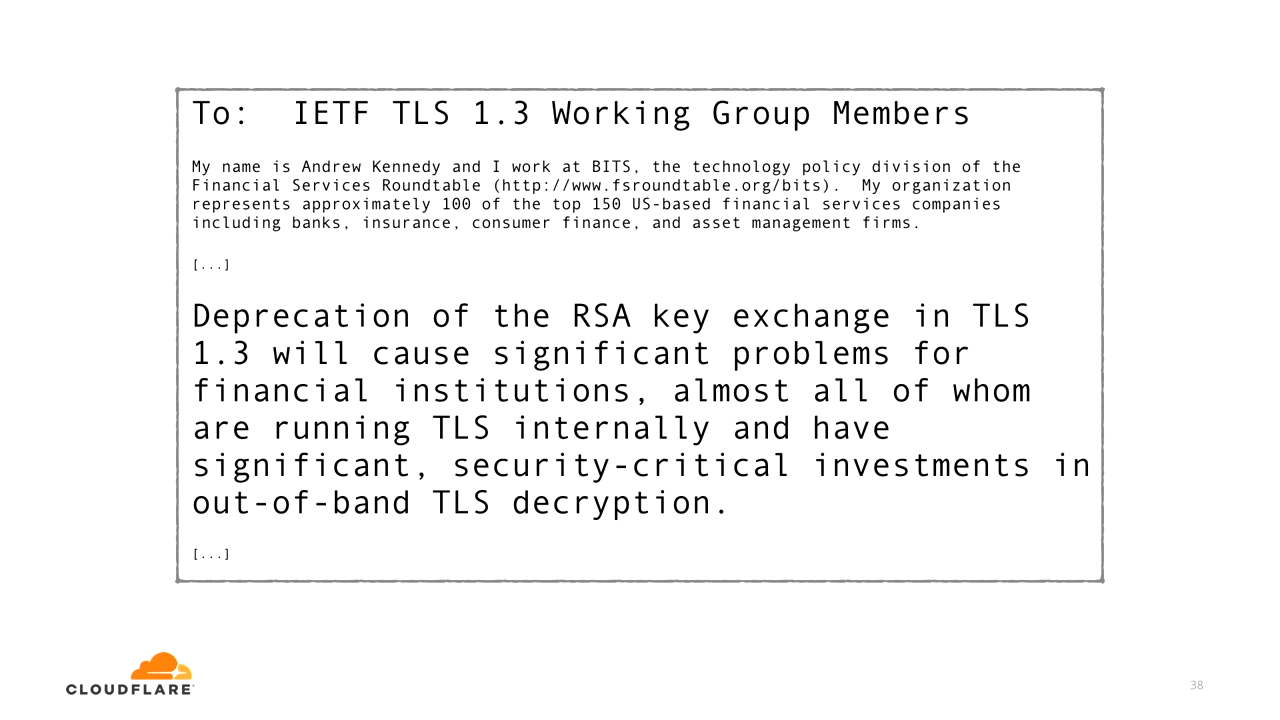 To:  IETF TLS 1.3 Working Group Members
My name is Andrew Kennedy and I work at BITS, the technology policy division of the
Financial Services Roundtable (http://www.fsroundtable.org/bits).  My organization
represents approximately 100 of the top 150 US-based financial services companies
including banks, insurance, consumer finance, and asset management firms.
[...]
Deprecation of the RSA key exchange in TLS
1.3 will cause significant problems for
financial institutions, almost all of whom
are running TLS internally and have
significant, security-critical investments in
out-of-band TLS decryption.
[...]
CLOUDFLARE
38